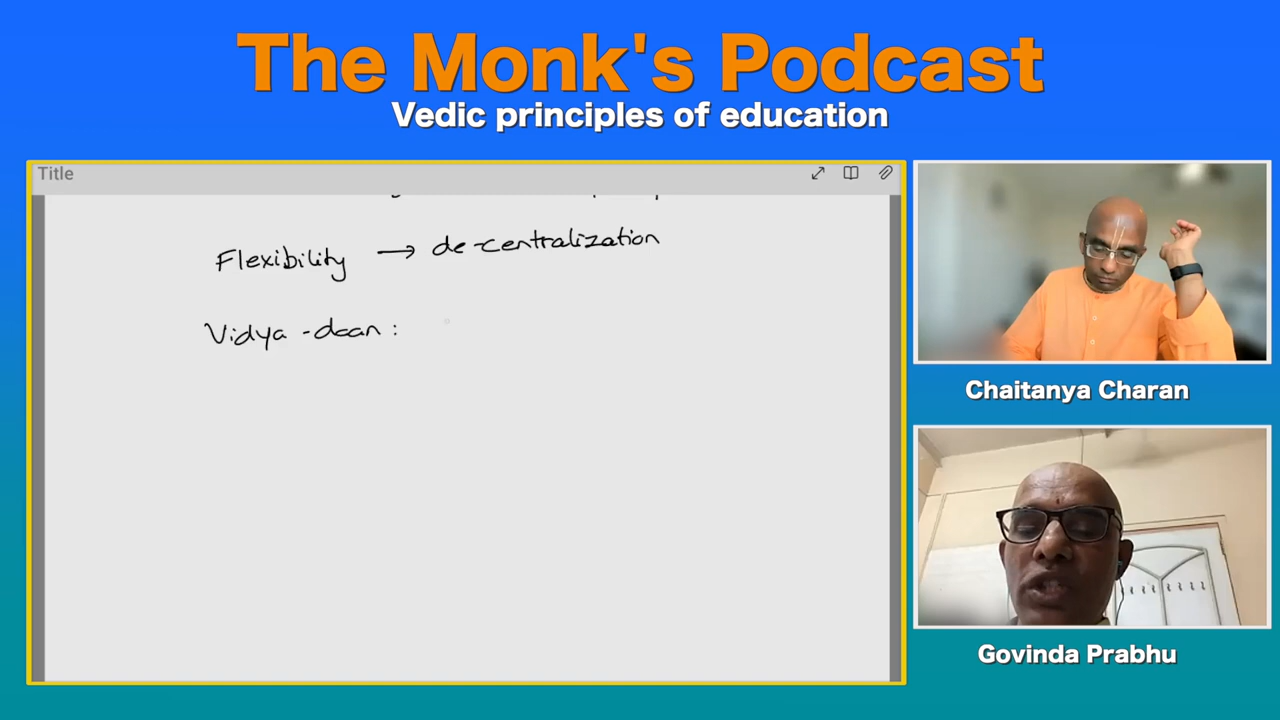 The Monk's Podcast
Vedic principles of education
Title
Flexibility → de-centralization
Vidya-daan:
Chaitanya Charan
Govinda Prabhu